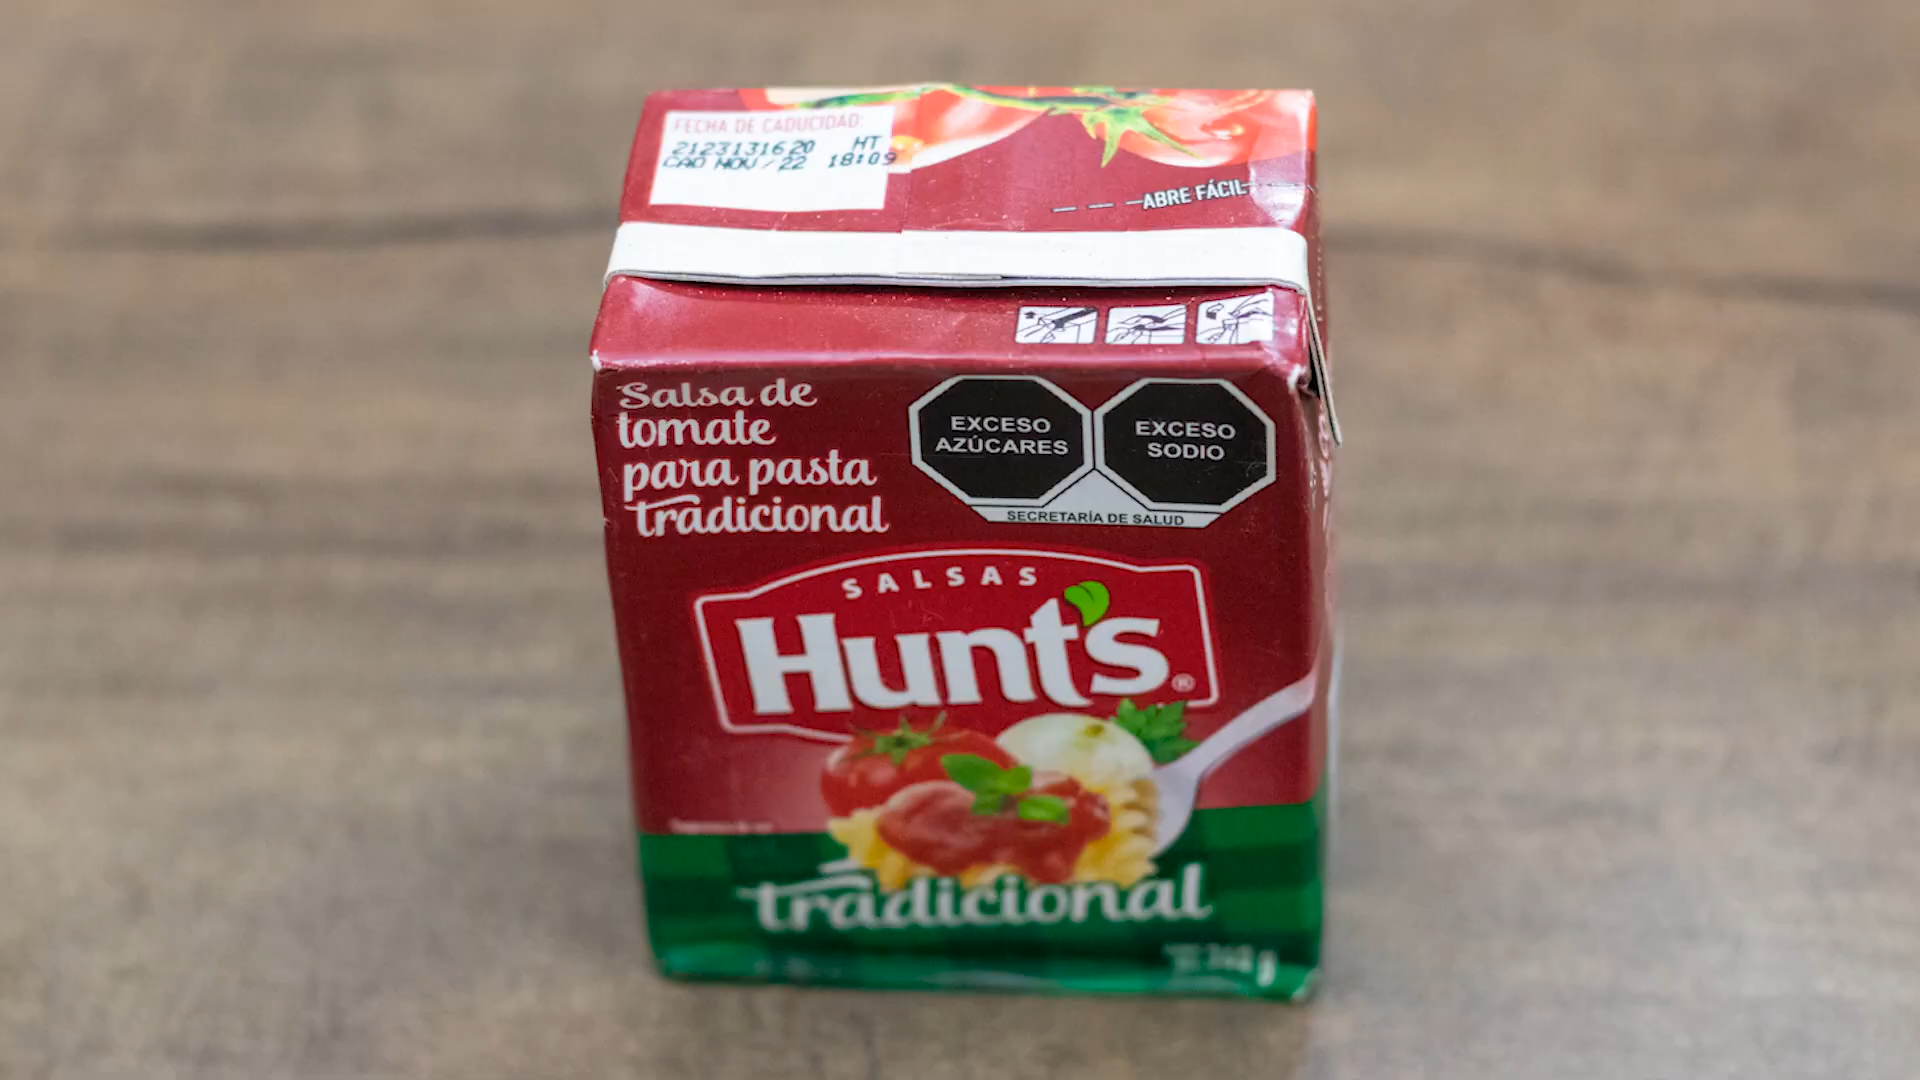 FECHA DE CADUCIDAD:
2123131620 HT
CAD NOV/22 18:09
ABRE FÁCIL
Salsa de
tomate
para pasta
tradicional
EXCESO
AZÚCARES
EXCESO
SODIO
SECRETARÍA DE SALUD
SALSAS
Hunt's®
tradicional
g